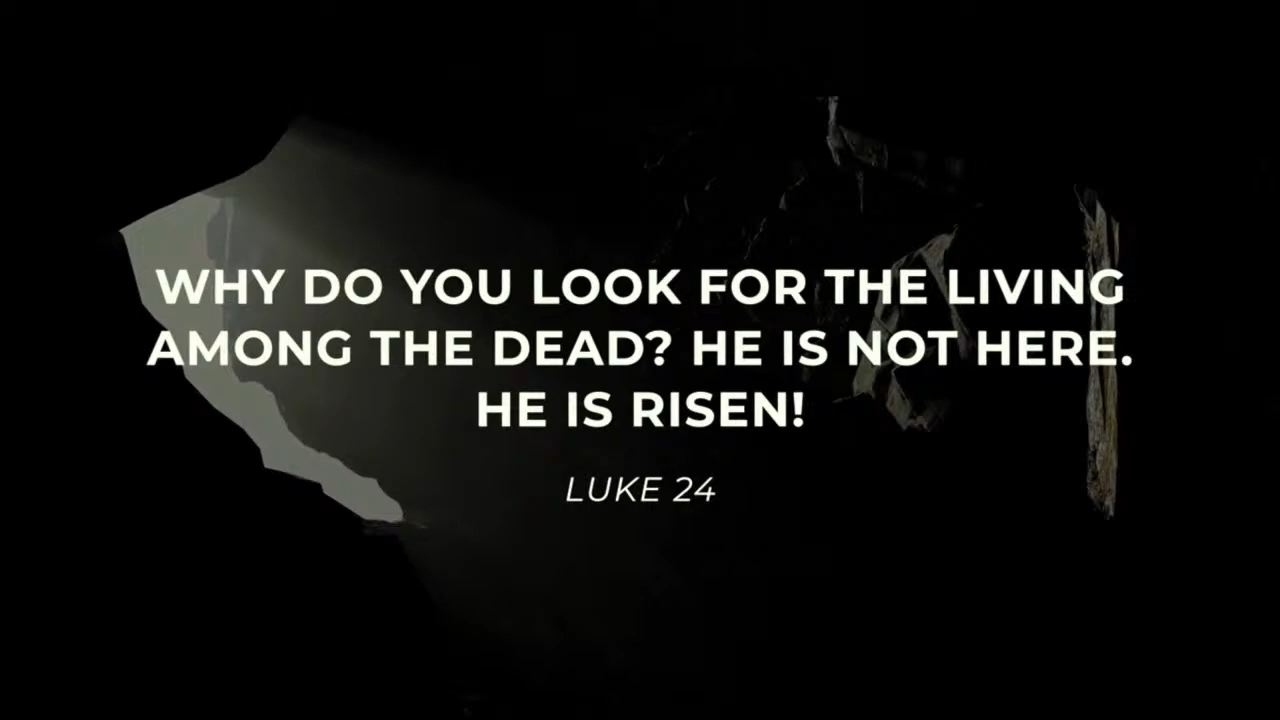 WHY DO YOU LOOK FOR THE LIVING
AMONG THE DEAD? HE IS NOT HERE.
HE IS RISEN!
LUKE 24